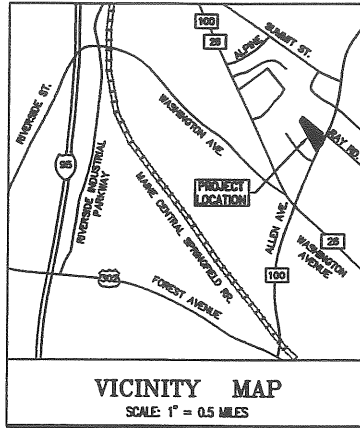 100
26
ALPINE
SUMMIT ST.
RIVERSIDE ST.
WASHINGTON AVE.
RAY RD.
95
RIVERSIDE INDUSTRIAL
PARKWAY
PROJECT
LOCATION
MAINE CENTRAL SPRINGFIELD RR.
ALLEN AVE.
26
WASHINGTON
AVENUE
302
FOREST AVENUE
100
VICINITY MAP
SCALE: 1" = 0.5 MILES